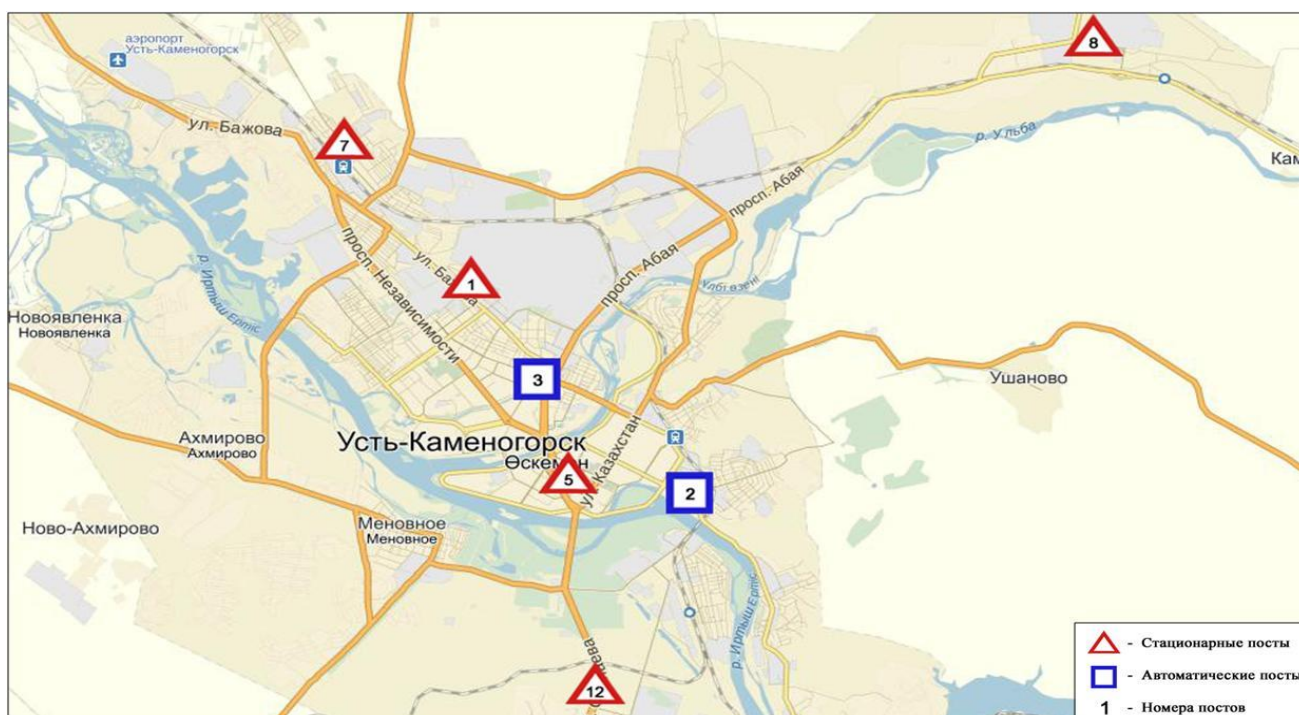 аэропорт
Усть-Каменогорск
8
ул. Бажова
7
р. Ульба
Кам
просп. Абая
просп. Абая
просп. Независимости
1
р. Иртыш Ертіс
Үлбі өзені
Новоявленка
Новоявленка
3
Ушаново
Ахмирово
Ахмирово
Усть-Каменогорск
Өскемен
ул. Казахстан
5
2
Ново-Ахмирово
Меновное
Меновное
р. Иртыш Ертіс
12
- Стационарные посты
- Автоматические посты
1 - Номера постов